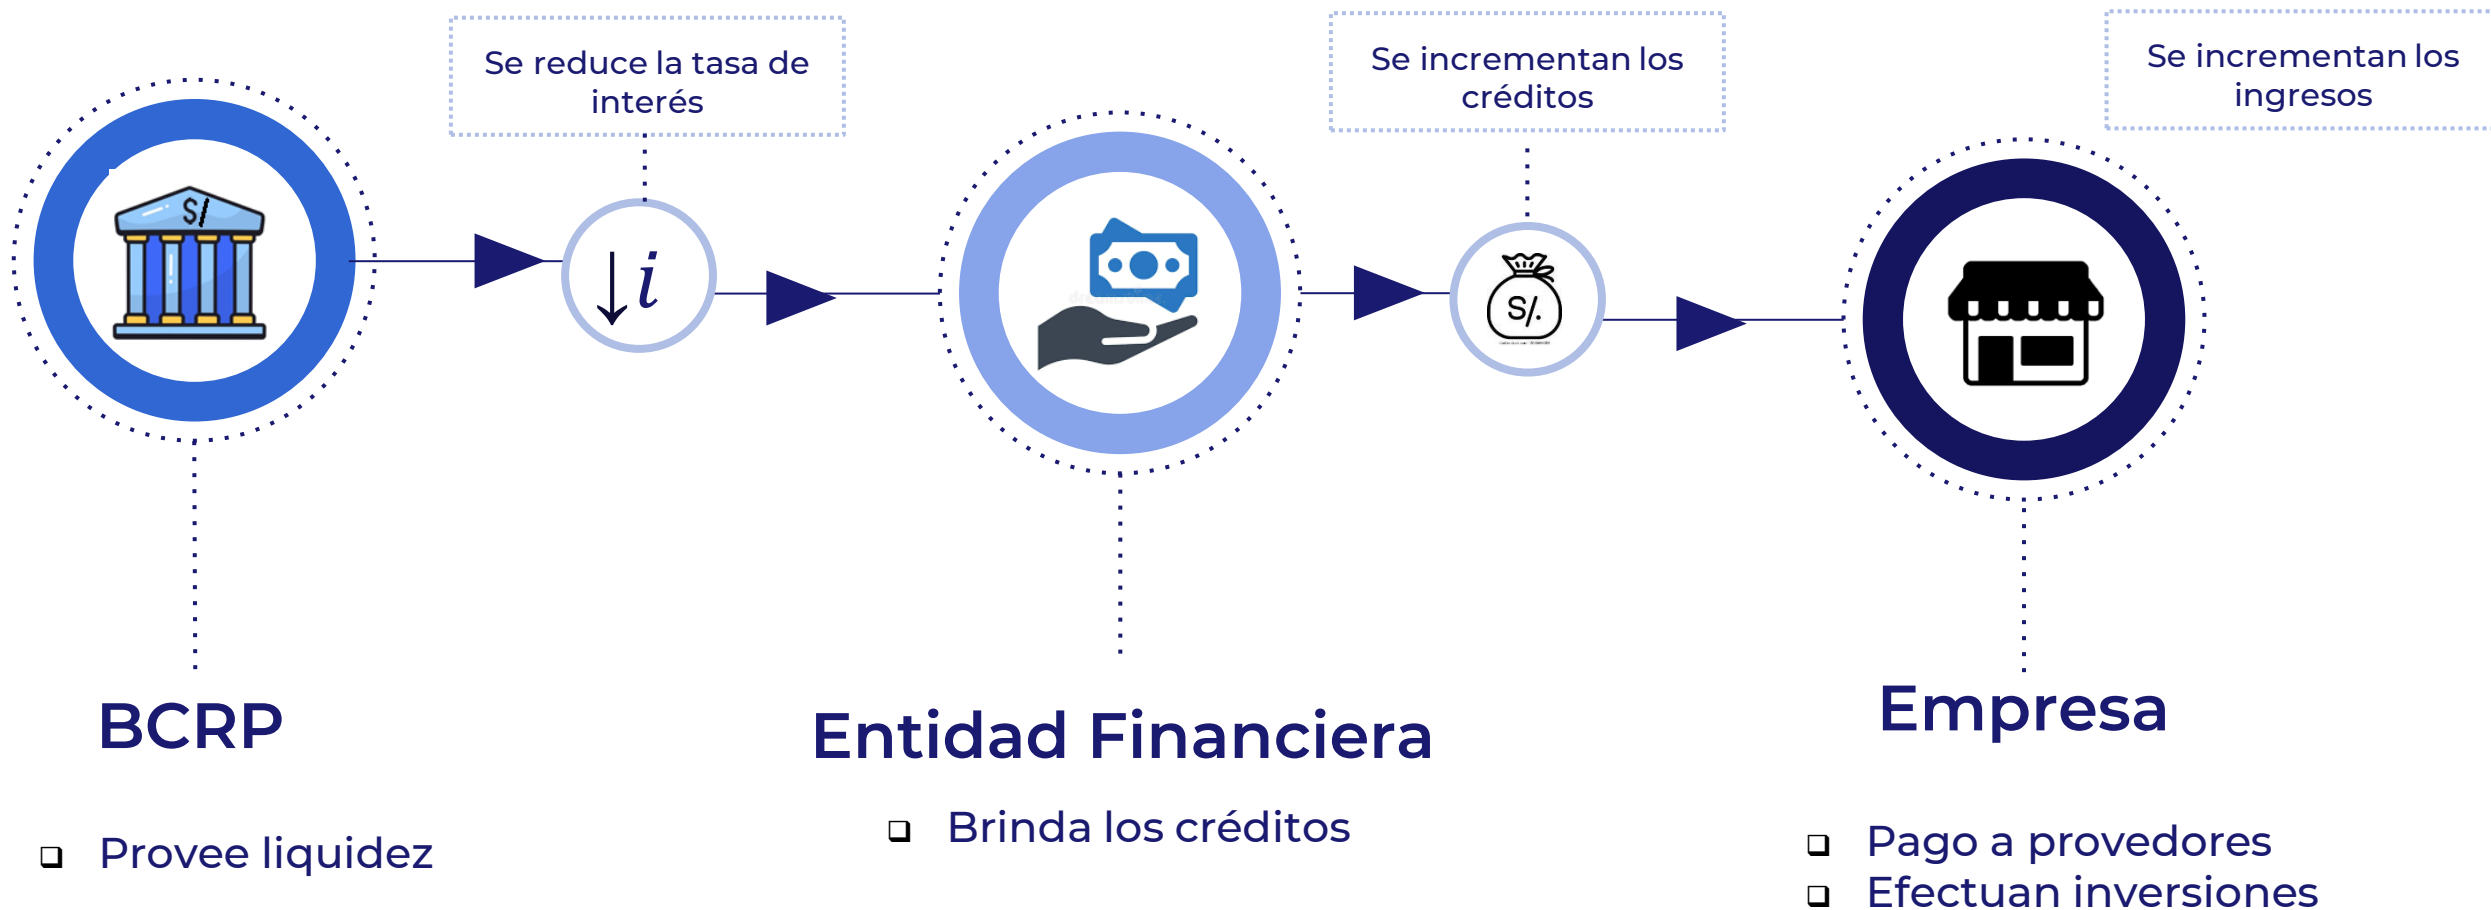 Se reduce la tasa de
interés
Se incrementan los
créditos
Se incrementan los
ingresos
S/
↓i
S/.
BCRP
Entidad Financiera
Empresa
❑ Provee liquidez
❑ Brinda los créditos
❑ Pago a provedores
❑ Efectuan inversiones